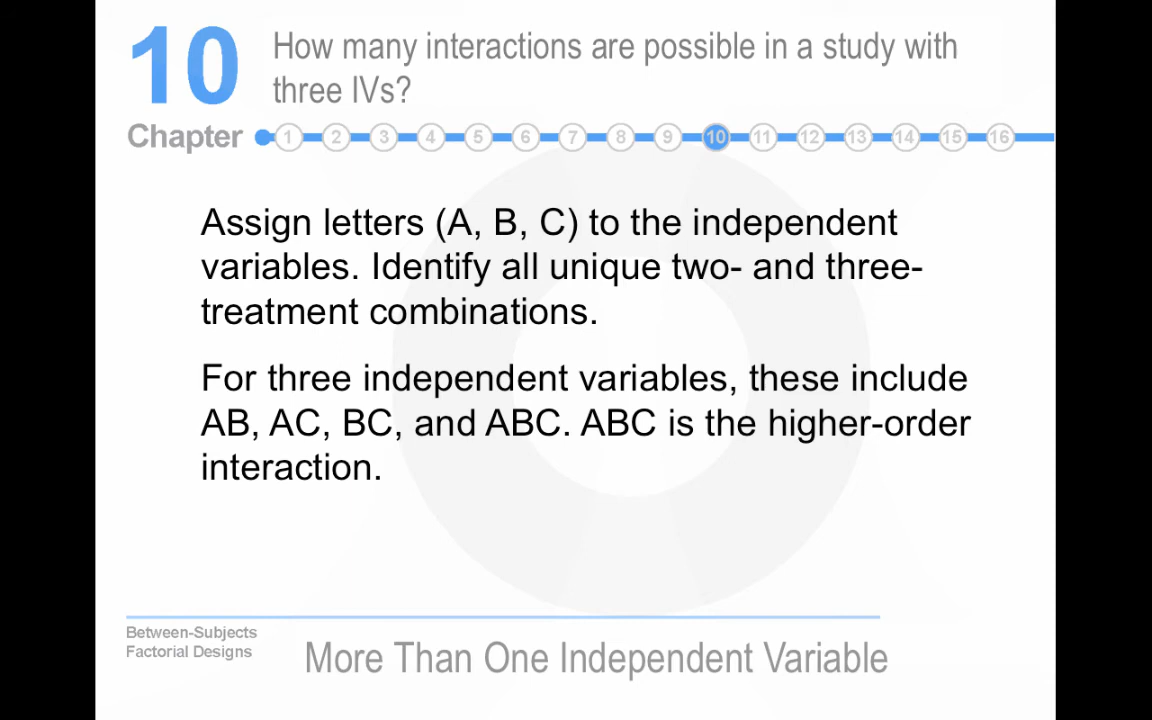 10
How many interactions are possible in a study with
three IVs?
Chapter 1 2 3 4 5 6 7 8 9 10 11 12 13 14 15 16
Assign letters (A, B, C) to the independent
variables. Identify all unique two- and three-
treatment combinations.
For three independent variables, these include
AB, AC, BC, and ABC. ABC is the higher-order
interaction.
Between-Subjects
Factorial Designs
More Than One Independent Variable